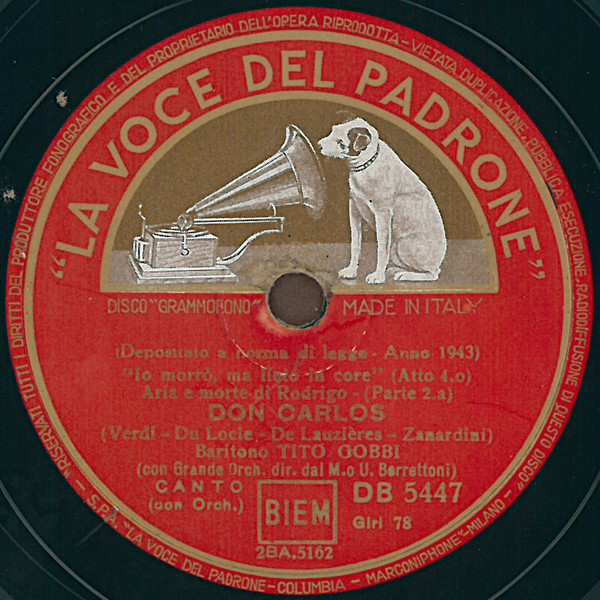 RISERVATI TUTTI I DIRITTI DEL PRODUTTORE FONOGRAFICO E DEL PROPRIETARIO DELL'OPERA RIPRODOTTA - VIETATA DUPLICAZIONE, PUBBLICA ESECUZIONE, RADIODIFFUSIONE DI QUESTO DISCO
"LA VOCE DEL PADRONE"
DISCO "GRAMMOFONO" MADE IN ITALY
(Depositato a norma di legge - Anno 1943)
"Io morrò, ma lieto in core" (Atto 4.o)
Aria e morte di Rodrigo - (Parte 2.a)
DON CARLOS
(Verdi - Du Locle - De Lauzières - Zanardini)
Baritono TITO GOBBI
(con Grande Orch. dir. dal M.o U. Berrettoni)
CANTO
(con Orch.)
BIEM
DB 5447
Giri 78
2BA.5162
S.p.A. "LA VOCE DEL PADRONE-COLUMBIA - MARCONIPHONE"-MILANO -